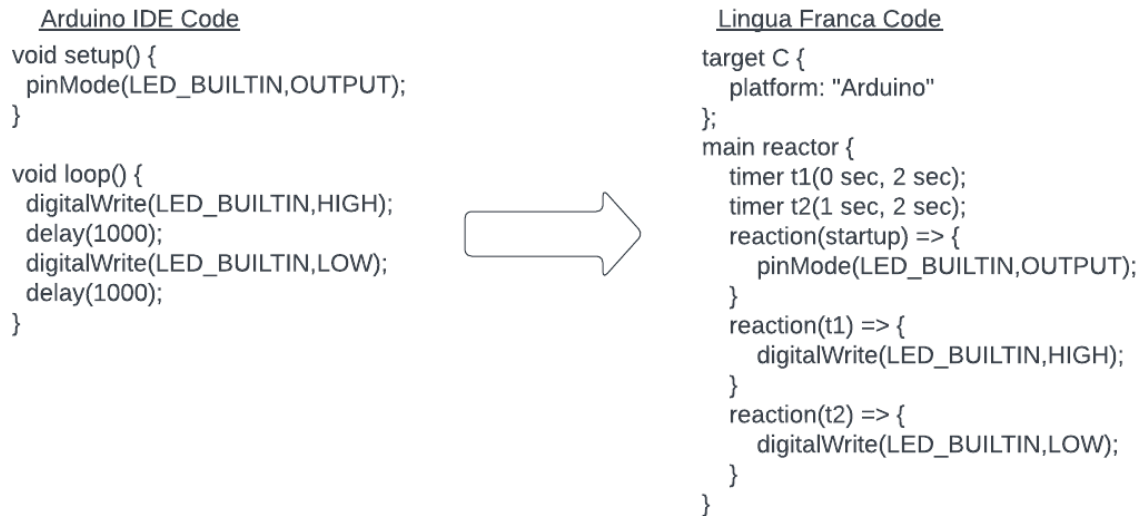 Arduino IDE Code
void setup() {
  pinMode(LED_BUILTIN,OUTPUT);
}

void loop() {
  digitalWrite(LED_BUILTIN,HIGH);
  delay(1000);
  digitalWrite(LED_BUILTIN,LOW);
  delay(1000);
}

Lingua Franca Code
target C {
    platform: "Arduino"
};
main reactor {
    timer t1(0 sec, 2 sec);
    timer t2(1 sec, 2 sec);
    reaction(startup) => {
        pinMode(LED_BUILTIN,OUTPUT);
    }
    reaction(t1) => {
        digitalWrite(LED_BUILTIN,HIGH);
    }
    reaction(t2) => {
        digitalWrite(LED_BUILTIN,LOW);
    }
}